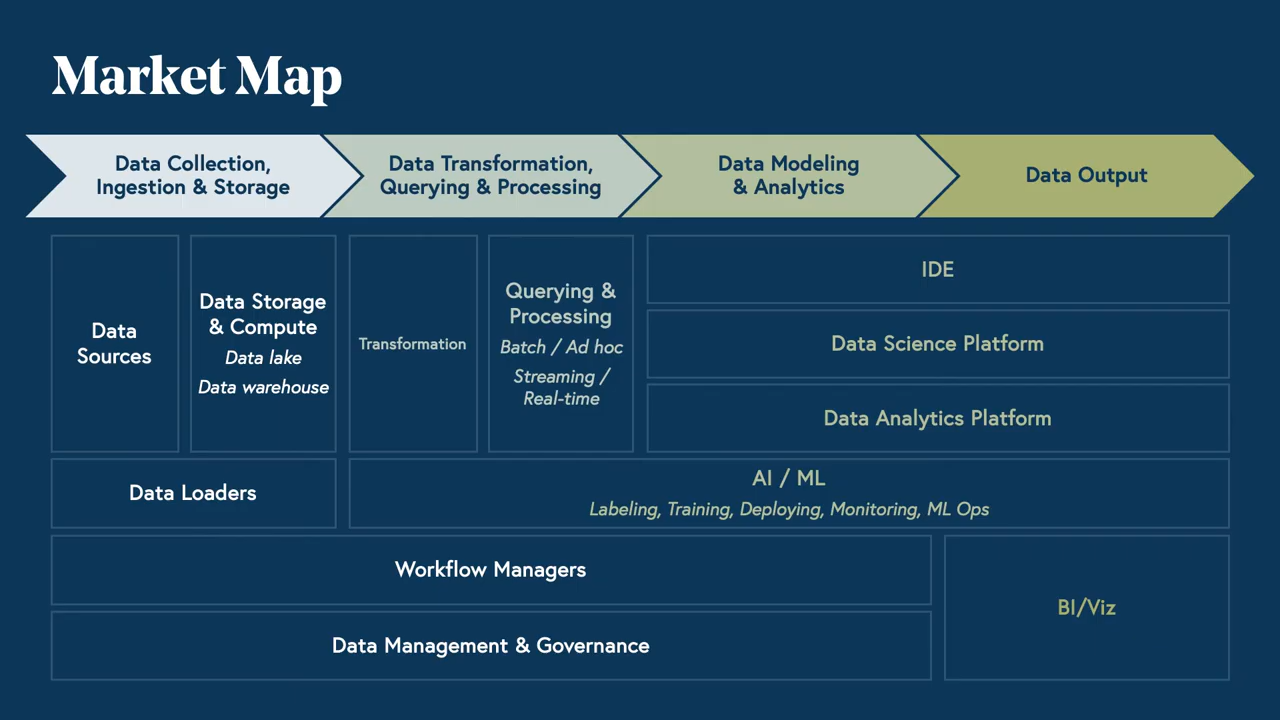 Market Map
Data Collection,
Ingestion & Storage
Data Transformation,
Querying & Processing
Data Modeling
& Analytics
Data Output
Data
Sources
Data Storage
& Compute
Data lake
Data warehouse
Transformation
Querying &
Processing
Batch / Ad hoc
Streaming /
Real-time
IDE
Data Science Platform
Data Analytics Platform
Data Loaders
AI / ML
Labeling, Training, Deploying, Monitoring, ML Ops
Workflow Managers
Data Management & Governance
BI/Viz